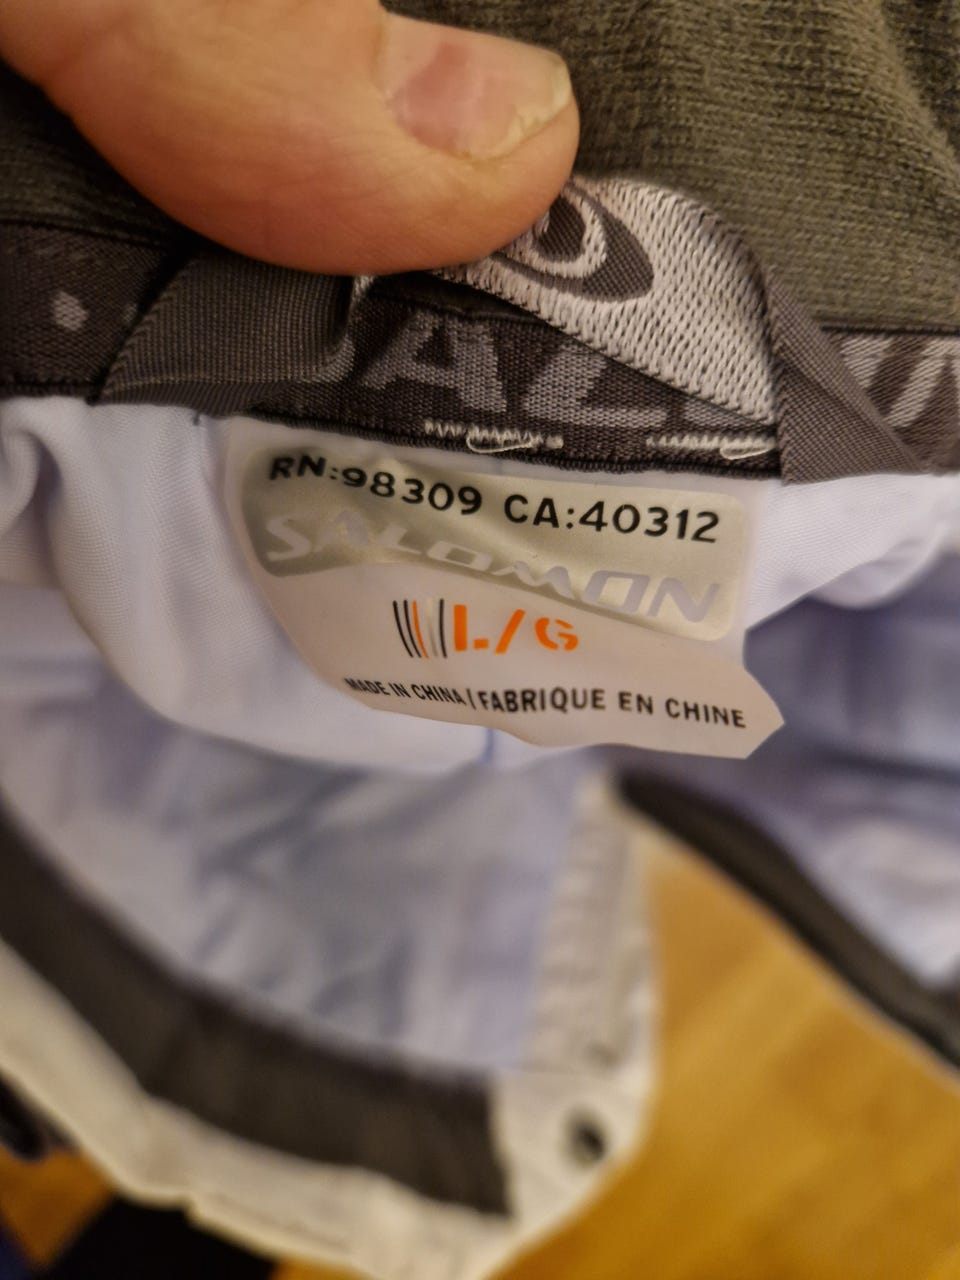 RN:98309 CA:40312
SALOMON
L/G
MADE IN CHINA | FABRIQUE EN CHINE